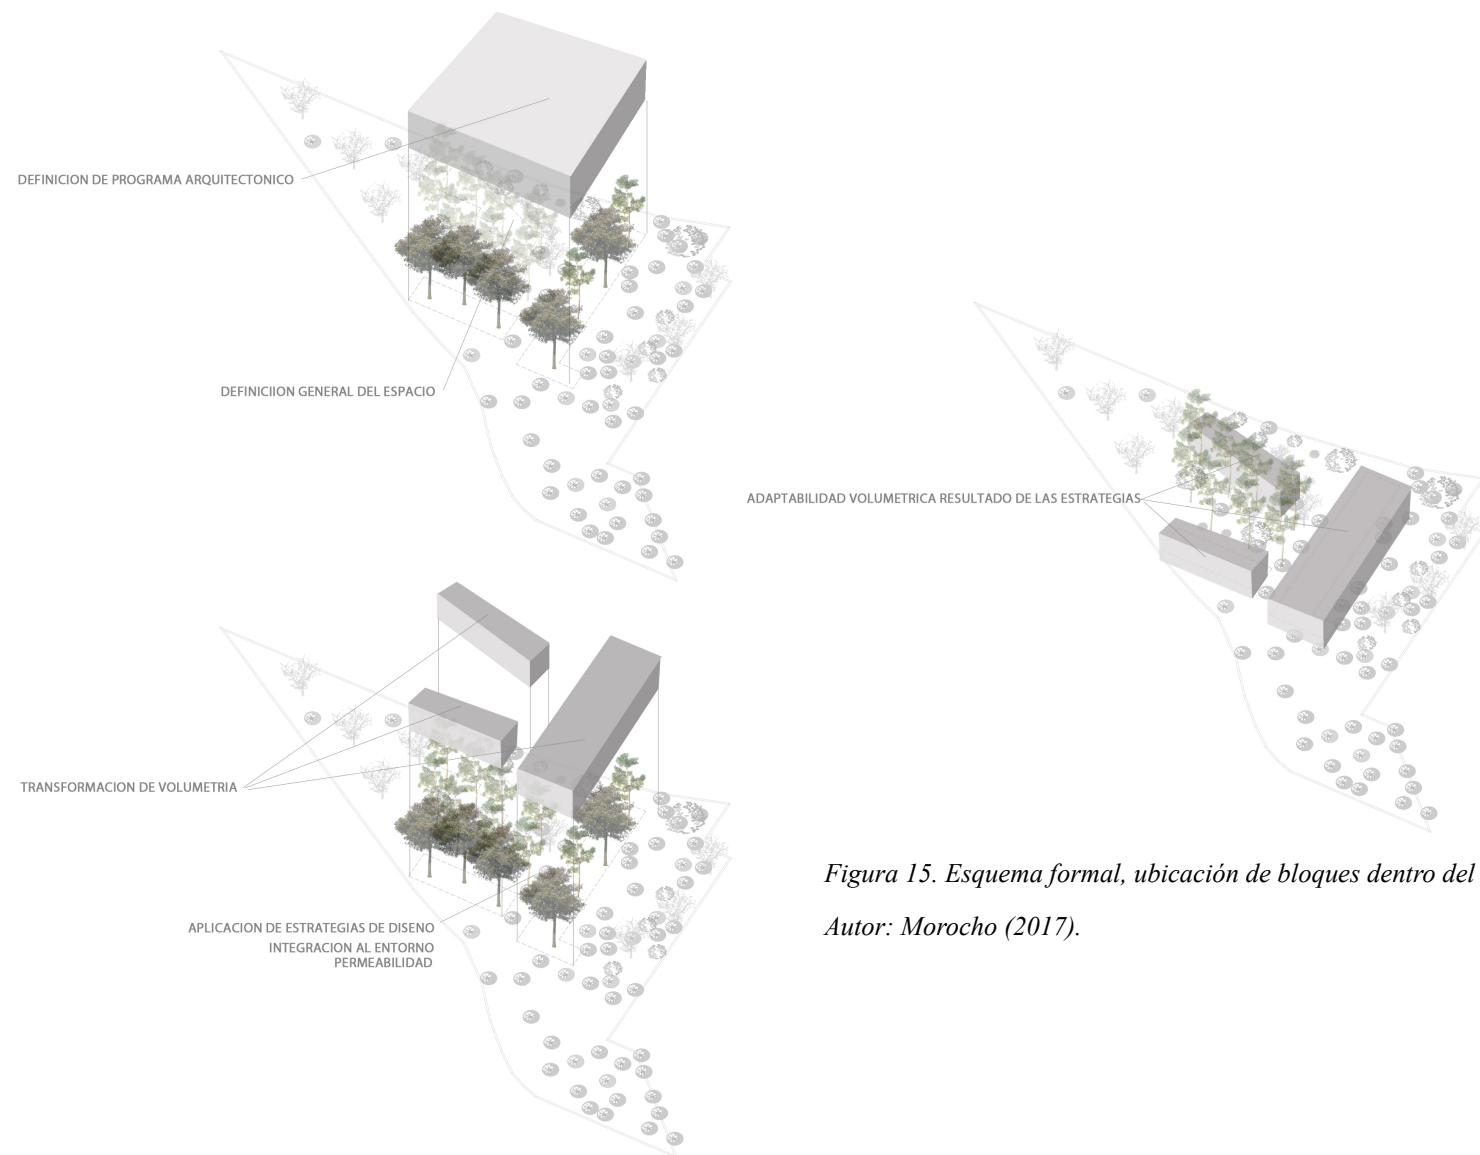 DEFINICION DE PROGRAMA ARQUITECTONICO
DEFINICIION GENERAL DEL ESPACIO
ADAPTABILIDAD VOLUMETRICA RESULTADO DE LAS ESTRATEGIAS
TRANSFORMACION DE VOLUMETRIA
APLICACION DE ESTRATEGIAS DE DISENO
INTEGRACION AL ENTORNO
PERMEABILIDAD
Figura 15. Esquema formal, ubicación de bloques dentro del
Autor: Morocho (2017).